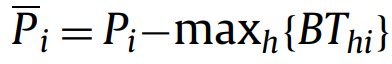 P̅ᵢ = Pᵢ−maxₕ{BTₕᵢ}